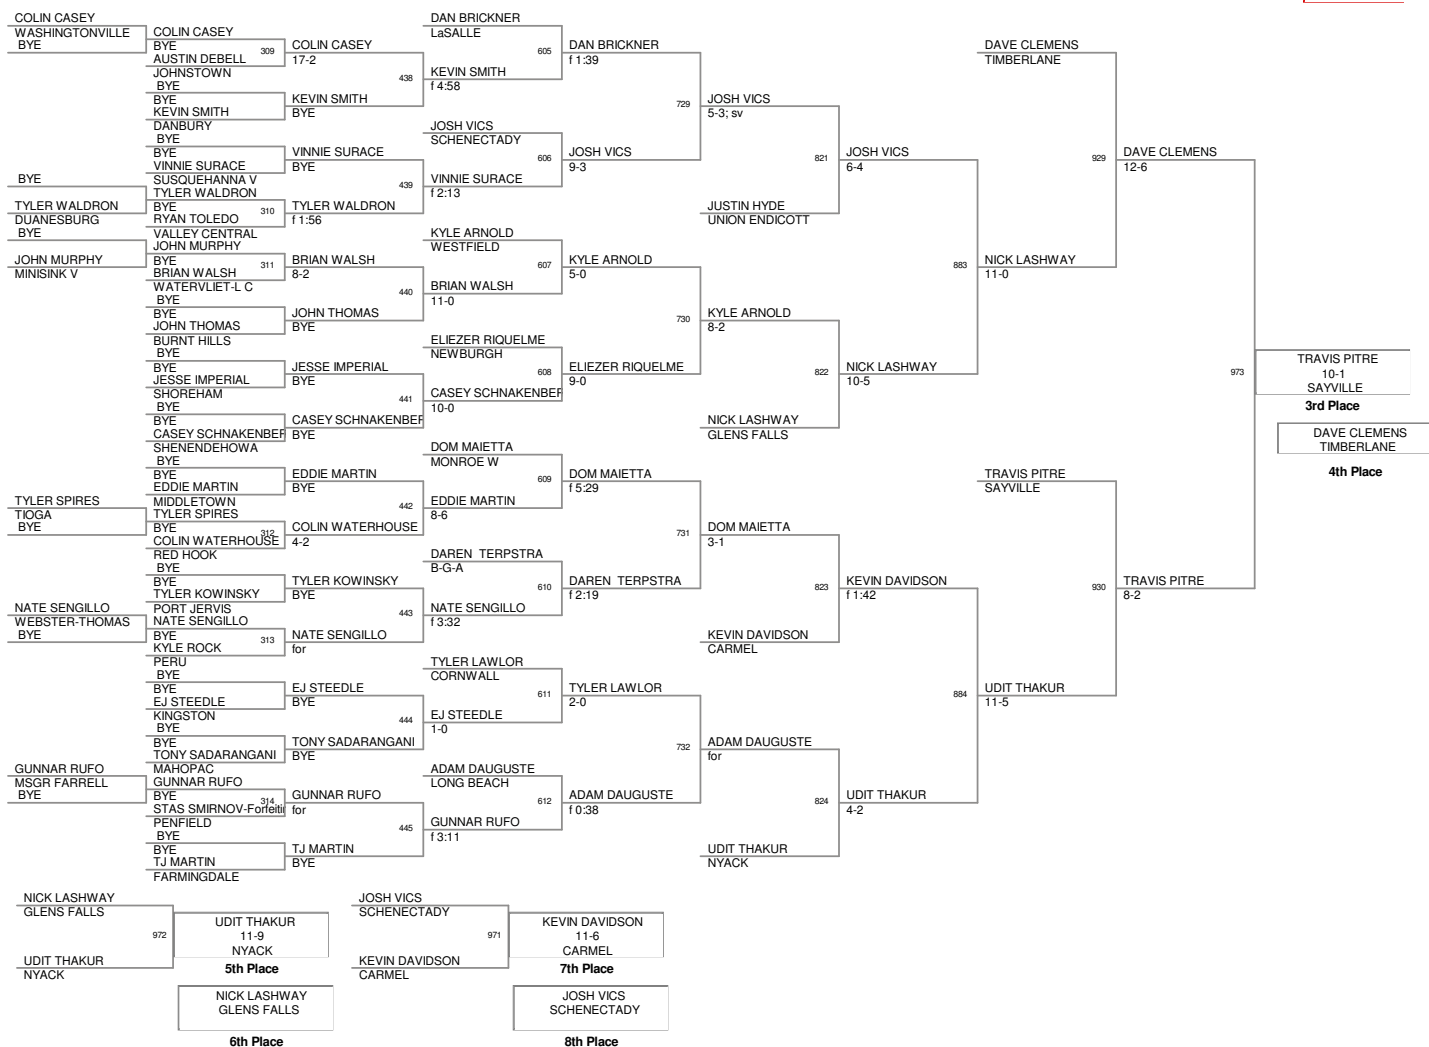 COLIN CASEY
WASHINGTONVILLE
BYE
BYE
TYLER WALDRON
DUANESBURG
BYE
JOHN MURPHY
MINISINK V
TYLER SPIRES
TIOGA
BYE
NATE SENGILLO
WEBSTER-THOMAS
BYE
GUNNAR RUFO
MSGR FARRELL
BYE
COLIN CASEY
BYE
309
AUSTIN DEBELL
JOHNSTOWN
BYE
BYE
KEVIN SMITH
DANBURY
BYE
BYE
VINNIE SURACE
SUSQUEHANNA V
TYLER WALDRON
BYE
310
RYAN TOLEDO
VALLEY CENTRAL
JOHN MURPHY
BYE
311
BRIAN WALSH
WATERVLIET-L C
BYE
BYE
JOHN THOMAS
BURNT HILLS
BYE
BYE
JESSE IMPERIAL
SHOREHAM
BYE
BYE
CASEY SCHNAKENBER
SHENENDEHOWA
BYE
BYE
EDDIE MARTIN
MIDDLETOWN
TYLER SPIRES
BYE
312
COLIN WATERHOUSE
RED HOOK
BYE
BYE
TYLER KOWINSKY
PORT JERVIS
NATE SENGILLO
BYE
313
KYLE ROCK
PERU
BYE
BYE
EJ STEEDLE
KINGSTON
BYE
BYE
TONY SADARANGANI
MAHOPAC
GUNNAR RUFO
BYE
314
STAS SMIRNOV-Forfeiti
PENFIELD
BYE
BYE
TJ MARTIN
FARMINGDALE
COLIN CASEY
17-2
438
KEVIN SMITH
BYE
VINNIE SURACE
BYE
439
TYLER WALDRON
f 1:56
BRIAN WALSH
8-2
440
JOHN THOMAS
BYE
JESSE IMPERIAL
BYE
441
CASEY SCHNAKENBER
BYE
EDDIE MARTIN
BYE
442
COLIN WATERHOUSE
4-2
TYLER KOWINSKY
BYE
443
NATE SENGILLO
for
EJ STEEDLE
BYE
444
TONY SADARANGANI
BYE
GUNNAR RUFO
for
445
TJ MARTIN
BYE
DAN BRICKNER
LaSALLE
605
KEVIN SMITH
f 4:58
JOSH VICS
SCHENECTADY
606
VINNIE SURACE
f 2:13
KYLE ARNOLD
WESTFIELD
607
BRIAN WALSH
11-0
ELIEZER RIQUELME
NEWBURGH
608
CASEY SCHNAKENBER
10-0
DOM MAIETTA
MONROE W
609
EDDIE MARTIN
8-6
DAREN TERPSTRA
B-G-A
610
NATE SENGILLO
f 3:32
TYLER LAWLOR
CORNWALL
611
EJ STEEDLE
1-0
ADAM DAUGUSTE
LONG BEACH
612
GUNNAR RUFO
f 3:11
DAN BRICKNER
f 1:39
729
JOSH VICS
9-3
KYLE ARNOLD
5-0
730
ELIEZER RIQUELME
9-0
DOM MAIETTA
f 5:29
731
DAREN TERPSTRA
f 2:19
TYLER LAWLOR
2-0
732
ADAM DAUGUSTE
f 0:38
JOSH VICS
5-3; sv
821
JUSTIN HYDE
UNION ENDICOTT
KYLE ARNOLD
8-2
822
NICK LASHWAY
GLENS FALLS
DOM MAIETTA
3-1
823
KEVIN DAVIDSON
CARMEL
ADAM DAUGUSTE
for
824
UDIT THAKUR
NYACK
JOSH VICS
6-4
883
NICK LASHWAY
10-5
KEVIN DAVIDSON
f 1:42
884
UDIT THAKUR
4-2
DAVE CLEMENS
TIMBERLANE
929
NICK LASHWAY
11-0
TRAVIS PITRE
SAYVILLE
930
UDIT THAKUR
11-5
DAVE CLEMENS
12-6
973
TRAVIS PITRE
8-2
TRAVIS PITRE
10-1
SAYVILLE
3rd Place
DAVE CLEMENS
TIMBERLANE
4th Place
NICK LASHWAY
GLENS FALLS
972
UDIT THAKUR
NYACK
UDIT THAKUR
11-9
NYACK
5th Place
NICK LASHWAY
GLENS FALLS
6th Place
JOSH VICS
SCHENECTADY
971
KEVIN DAVIDSON
CARMEL
KEVIN DAVIDSON
11-6
CARMEL
7th Place
JOSH VICS
SCHENECTADY
8th Place